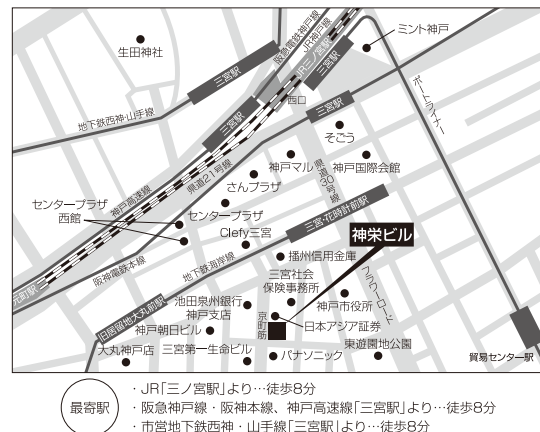 生田神社
阪急電鉄神戸線
JR神戸線
JR三ノ宮駅
三宮駅
ミント神戸
三宮駅
地下鉄西神・山手線
西口
三宮駅
三宮駅
ポートライナー
そごう
神戸高速線
県道21号線
神戸マル
県道30号線
神戸国際会館
さんプラザ
センタープラザ
西館
センタープラザ
三宮・花時計前駅
Clefy三宮
神栄ビル
播州信用金庫
元町駅
阪神電鉄本線
地下鉄海岸線
三宮社会
保険事務所
フラワーロード
旧居留地大丸前駅
池田泉州銀行
神戸支店
京町筋
神戸市役所
神戸朝日ビル
日本アジア証券
大丸神戸店
三宮第一生命ビル
パナソニック
東遊園地公園
貿易センター駅
最寄駅
・JR「三ノ宮駅」より…徒歩8分
・阪急神戸線・阪神本線、神戸高速線「三宮駅」より…徒歩8分
・市営地下鉄西神・山手線「三宮駅」より…徒歩8分